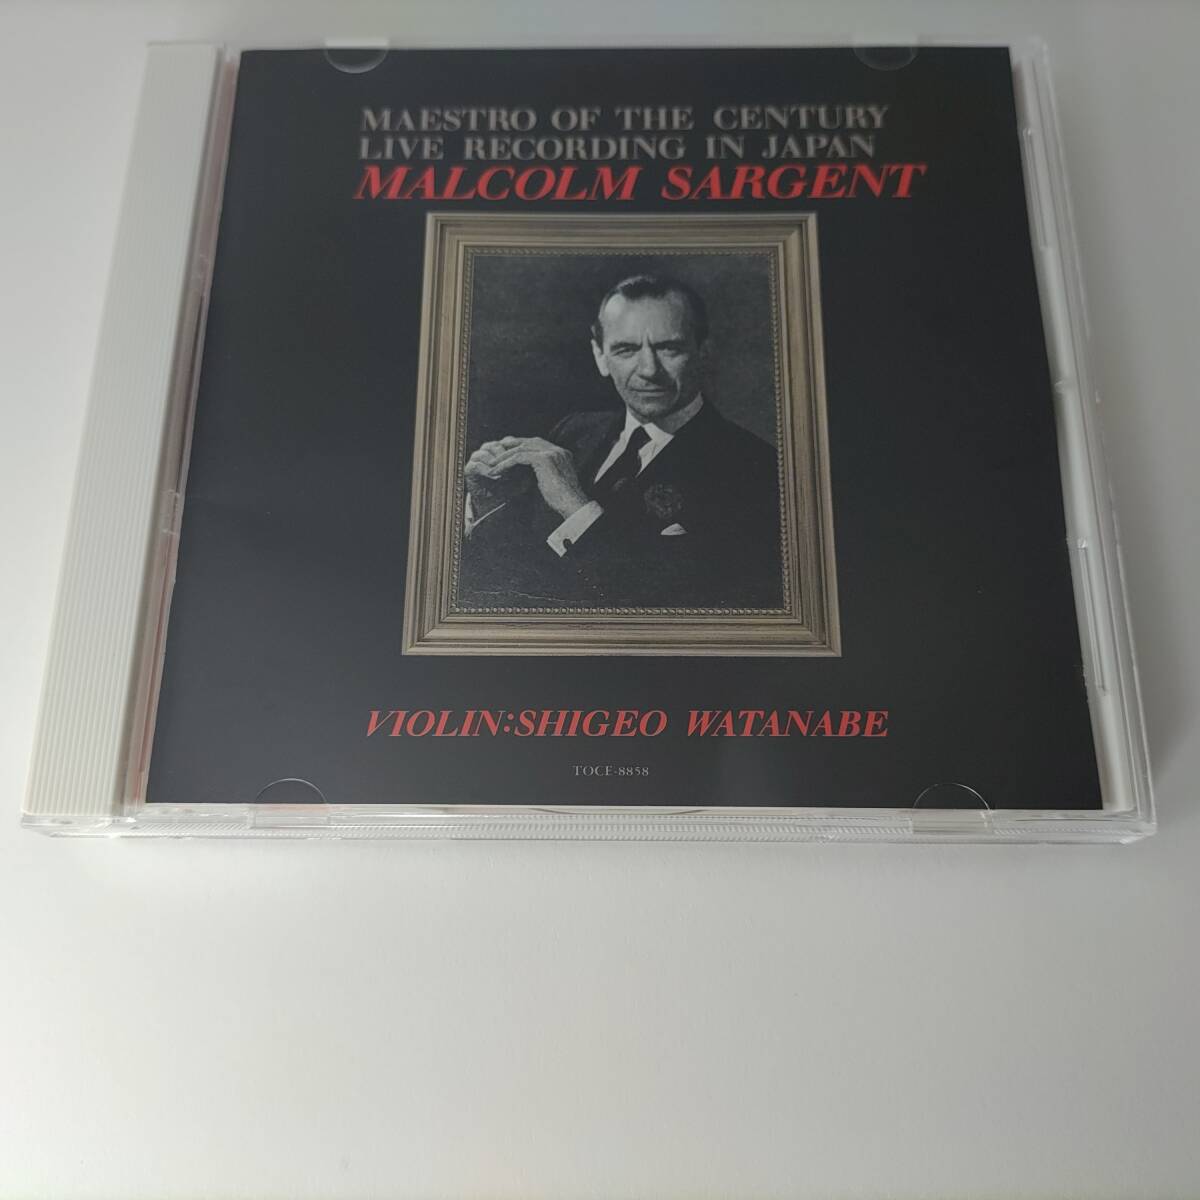 MAESTRO OF THE CENTURY
LIVE RECORDING IN JAPAN
MALCOLM SARGENT
VIOLIN:SHIGEO WATANABE
TOCE-8858